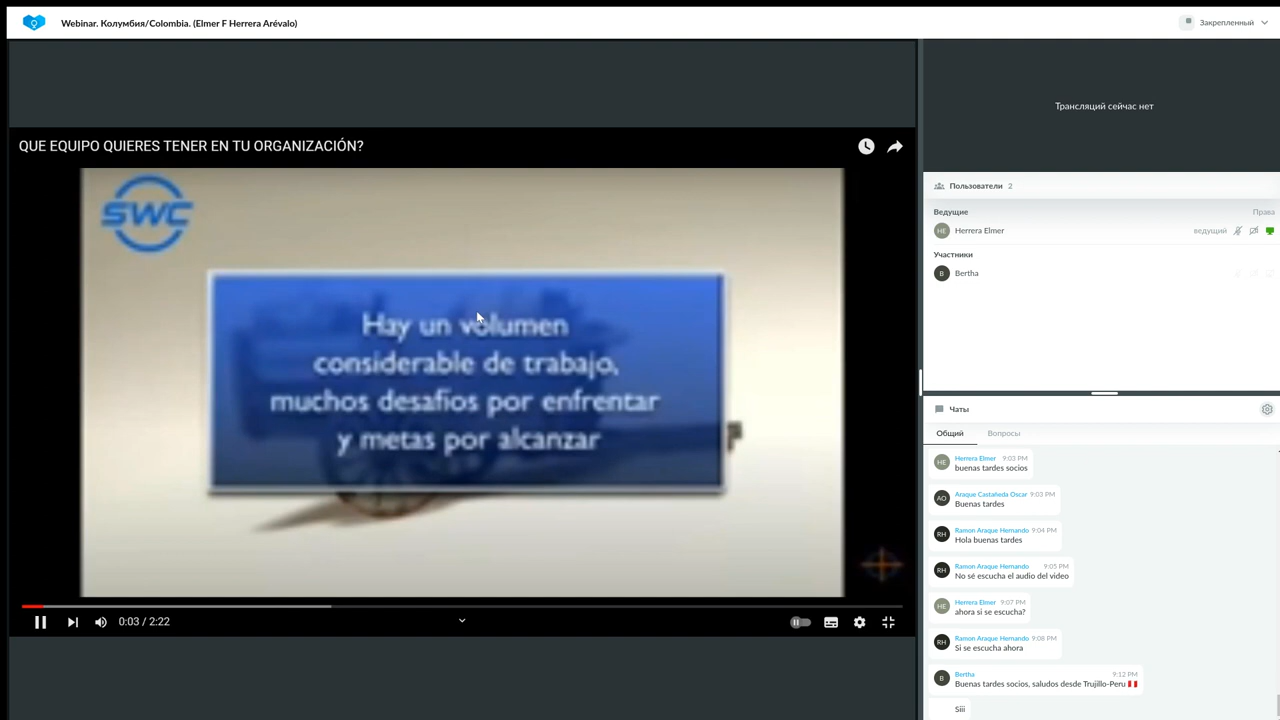 Webinar. Колумбия/Colombia. (Elmer F Herrera Arévalo)
Закрепленный
QUE EQUIPO QUIERES TENER EN TU ORGANIZACIÓN?
SWC
Hay un volumen
considerable de trabajo,
muchos desafios por enfrentar
y metas por alcanzar
0:03 / 2:22
Трансляций сейчас нет
Пользователи 2
Ведущие Права
HE Herrera Elmer ведущий
Участники
B Bertha
Чаты
Общий Вопросы
HE Herrera Elmer 9:03 PM
buenas tardes socios
AO Araque Castañeda Oscar 9:03 PM
Buenas tardes
RH Ramon Araque Hernando 9:04 PM
Hola buenas tardes
RH Ramon Araque Hernando 9:05 PM
No sé escucha el audio del video
HE Herrera Elmer 9:07 PM
ahora si se escucha?
RH Ramon Araque Hernando 9:08 PM
Si se escucha ahora
B Bertha 9:12 PM
Buenas tardes socios, saludos desde Trujillo-Peru 🇵🇪
Siii